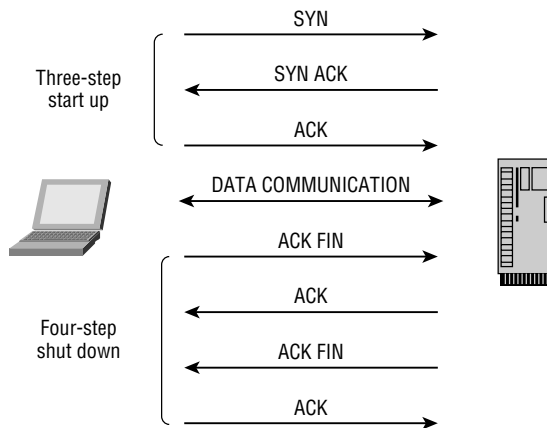 SYN
Three-step
start up
SYN ACK
ACK
DATA COMMUNICATION
ACK FIN
ACK
Four-step
shut down
ACK FIN
ACK